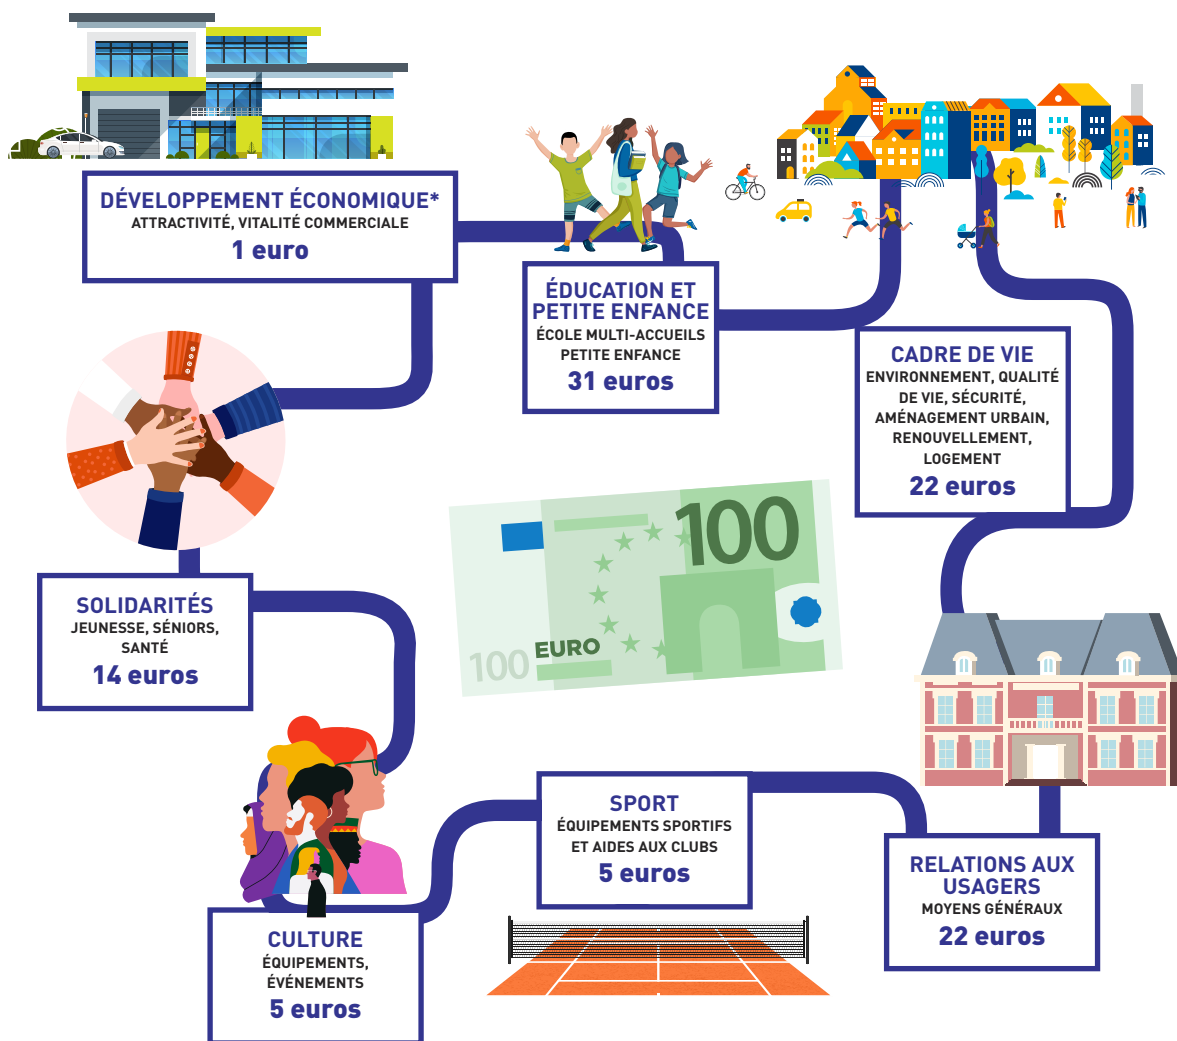 DÉVELOPPEMENT ÉCONOMIQUE*
ATTRACTIVITÉ, VITALITÉ COMMERCIALE
1 euro
ÉDUCATION ET
PETITE ENFANCE
ÉCOLE MULTI-ACCUEILS
PETITE ENFANCE
31 euros
CADRE DE VIE
ENVIRONNEMENT, QUALITÉ
DE VIE, SÉCURITÉ,
AMÉNAGEMENT URBAIN,
RENOUVELLEMENT,
LOGEMENT
22 euros
100
100
EURO
SOLIDARITÉS
JEUNESSE, SÉNIORS,
SANTÉ
14 euros
SPORT
ÉQUIPEMENTS SPORTIFS
ET AIDES AUX CLUBS
5 euros
RELATIONS AUX
USAGERS
MOYENS GÉNÉRAUX
22 euros
CULTURE
ÉQUIPEMENTS,
ÉVÉNEMENTS
5 euros